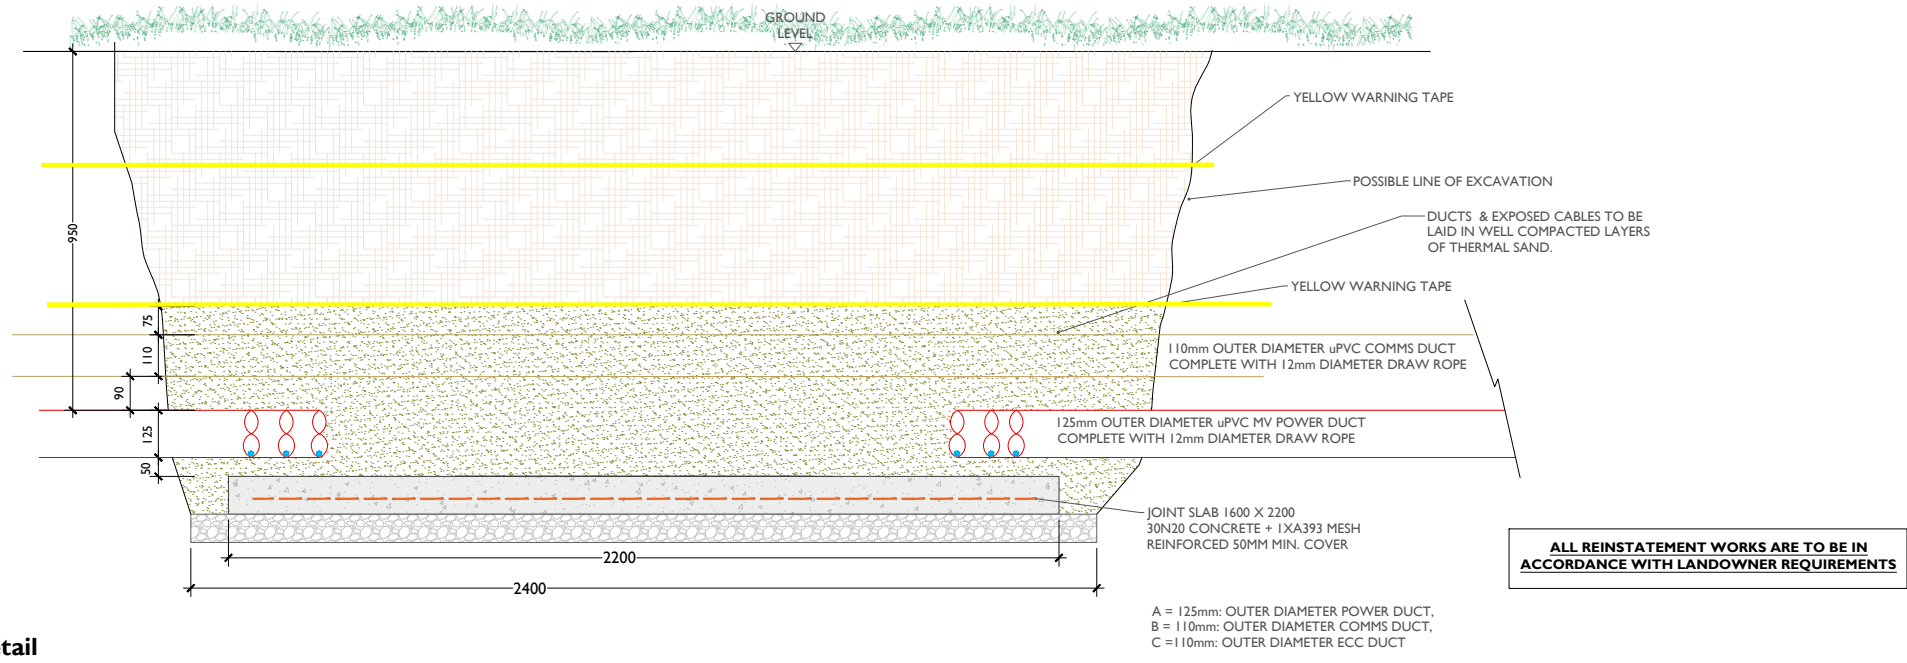 GROUND
LEVEL
YELLOW WARNING TAPE
POSSIBLE LINE OF EXCAVATION
DUCTS & EXPOSED CABLES TO BE
LAID IN WELL COMPACTED LAYERS
OF THERMAL SAND.
YELLOW WARNING TAPE
950
75
110
90
125
50
110mm OUTER DIAMETER uPVC COMMS DUCT
COMPLETE WITH 12mm DIAMETER DRAW ROPE
125mm OUTER DIAMETER uPVC MV POWER DUCT
COMPLETE WITH 12mm DIAMETER DRAW ROPE
JOINT SLAB 1600 X 2200
30N20 CONCRETE + 1XA393 MESH
REINFORCED 50MM MIN. COVER
2200
2400
ALL REINSTATEMENT WORKS ARE TO BE IN
ACCORDANCE WITH LANDOWNER REQUIREMENTS
A = 125mm: OUTER DIAMETER POWER DUCT,
B = 110mm: OUTER DIAMETER COMMS DUCT,
C =110mm: OUTER DIAMETER ECC DUCT
etail